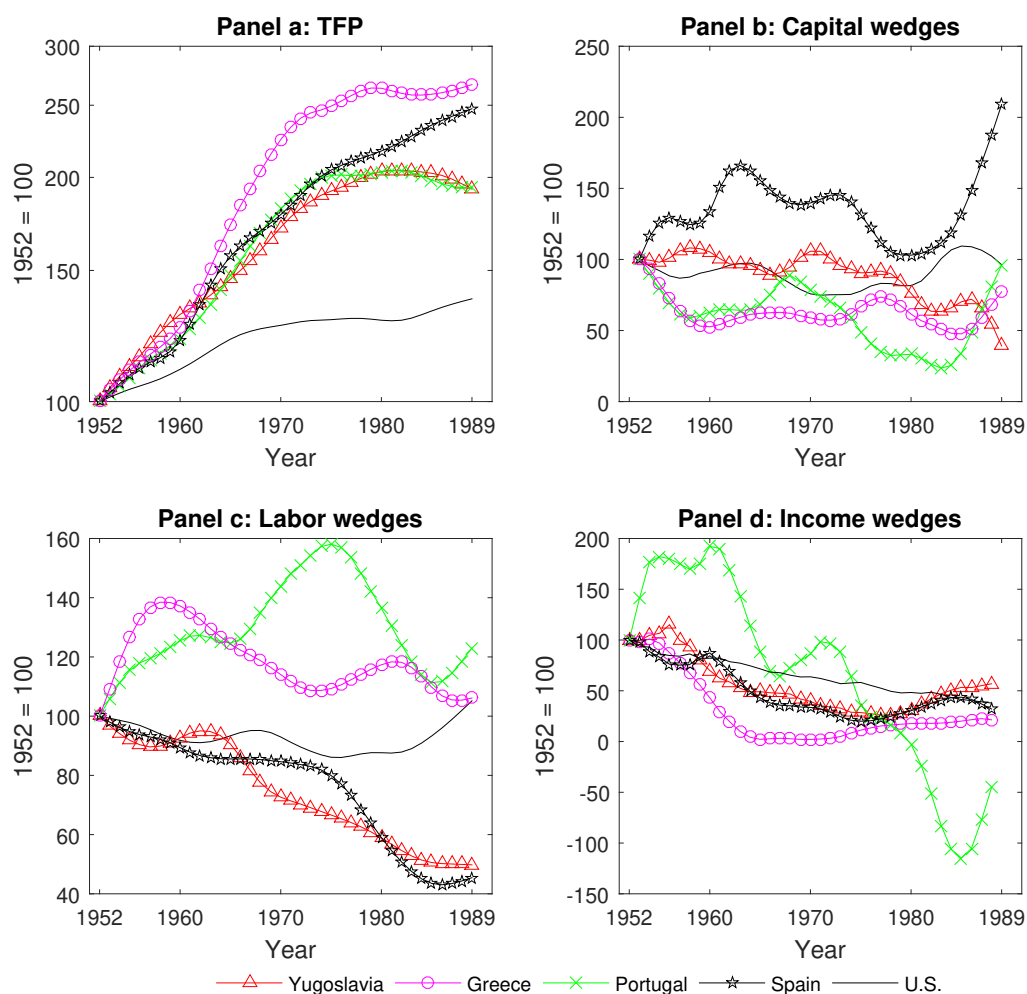 Panel a: TFP
300
250
200
150
100
1952 = 100
1952 1960 1970 1980 1989
Year
Panel b: Capital wedges
250
200
150
100
50
0
1952 = 100
1952 1960 1970 1980 1989
Year
Panel c: Labor wedges
160
140
120
100
80
60
40
1952 = 100
1952 1960 1970 1980 1989
Year
Panel d: Income wedges
200
150
100
50
0
-50
-100
-150
1952 = 100
1952 1960 1970 1980 1989
Year
Yugoslavia Greece Portugal Spain U.S.